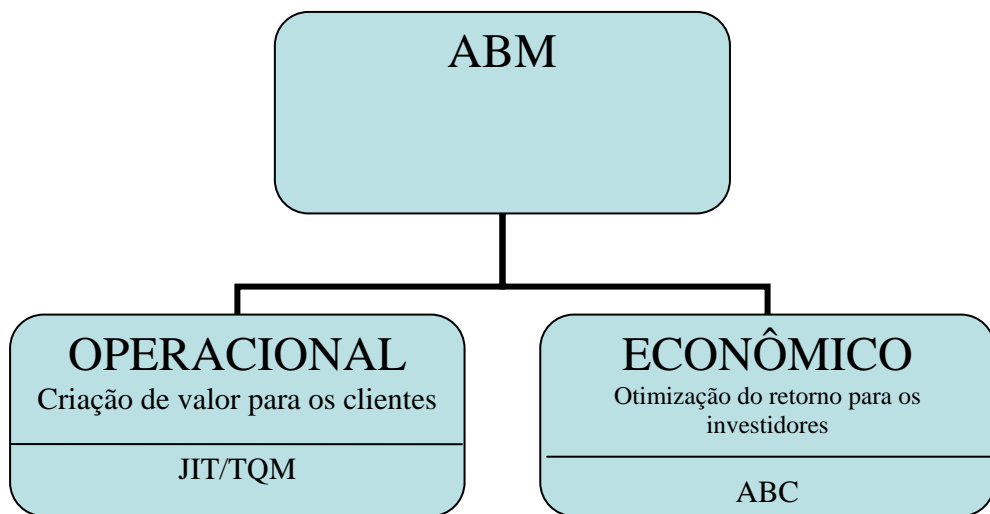 ABM
OPERACIONAL
Criação de valor para os clientes
JIT/TQM
ECONÔMICO
Otimização do retorno para os
investidores
ABC